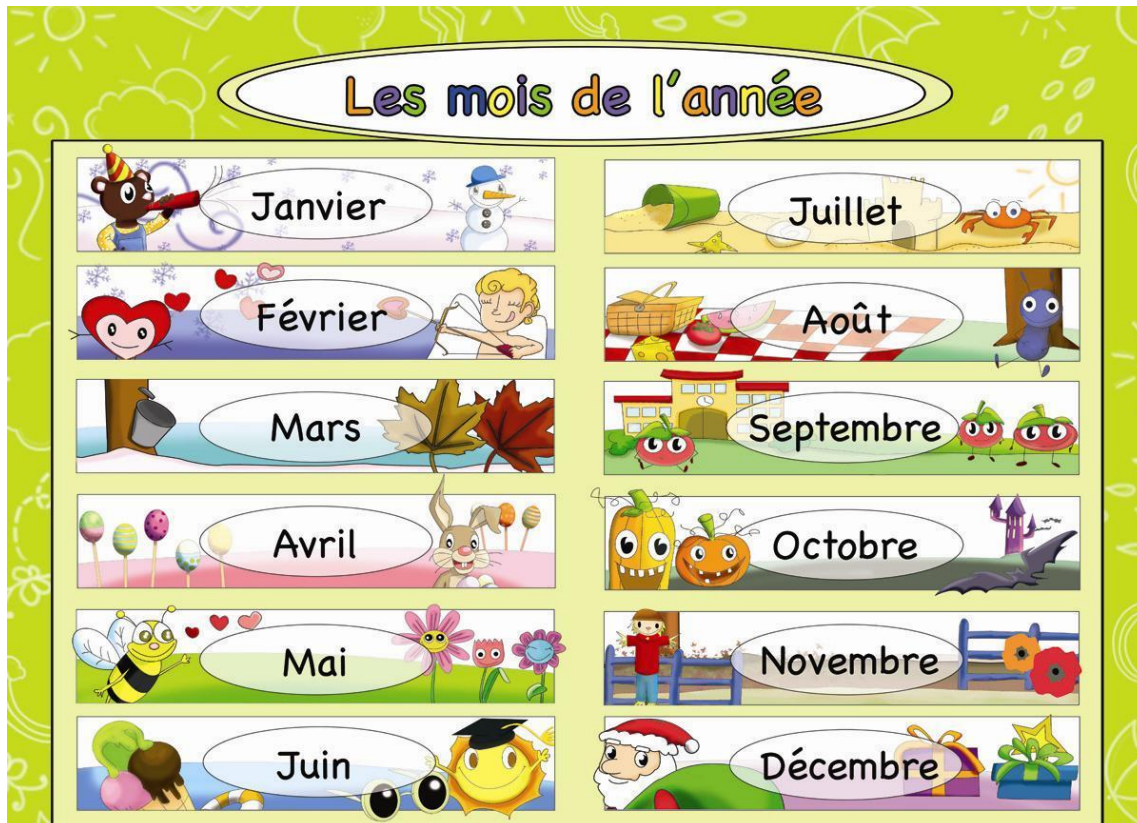 Les mois de l'année
Janvier
Février
Mars
Avril
Mai
Juin
Juillet
Août
Septembre
Octobre
Novembre
Décembre